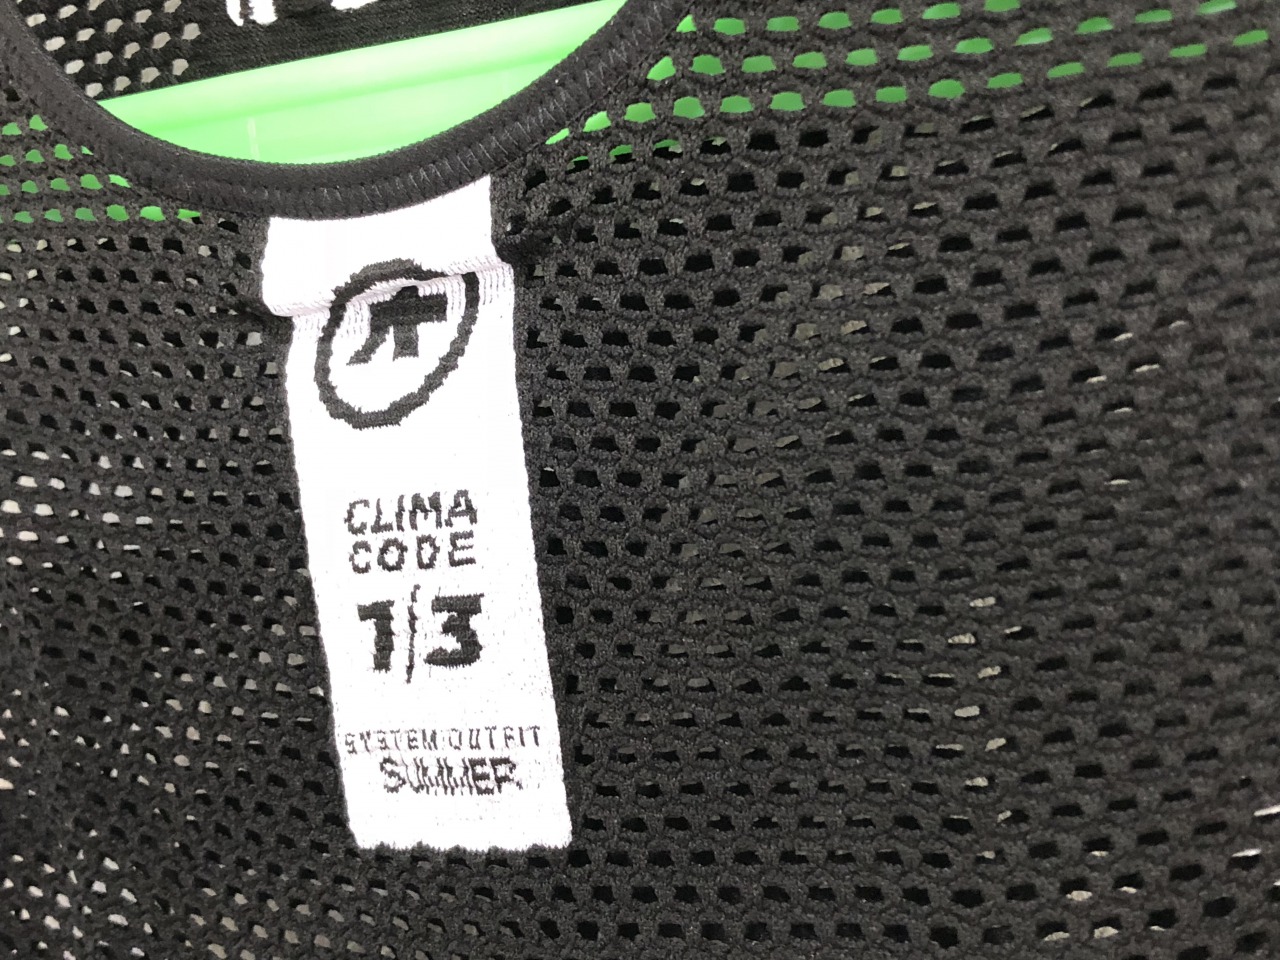 CLIMA
CODE
1/3
SYSTEM OUTFIT
SUMMER